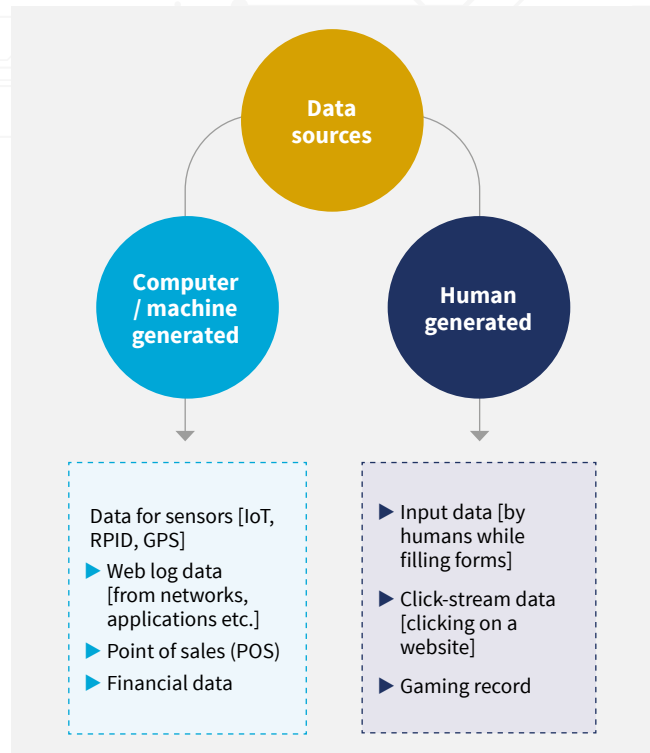 Data
sources
Computer
/ machine
generated
Human
generated
Data for sensors [IoT,
RPID, GPS]
▶ Web log data
[from networks,
applications etc.]
▶ Point of sales (POS)
▶ Financial data
▶ Input data [by
humans while
filling forms]
▶ Click-stream data
[clicking on a
website]
▶ Gaming record